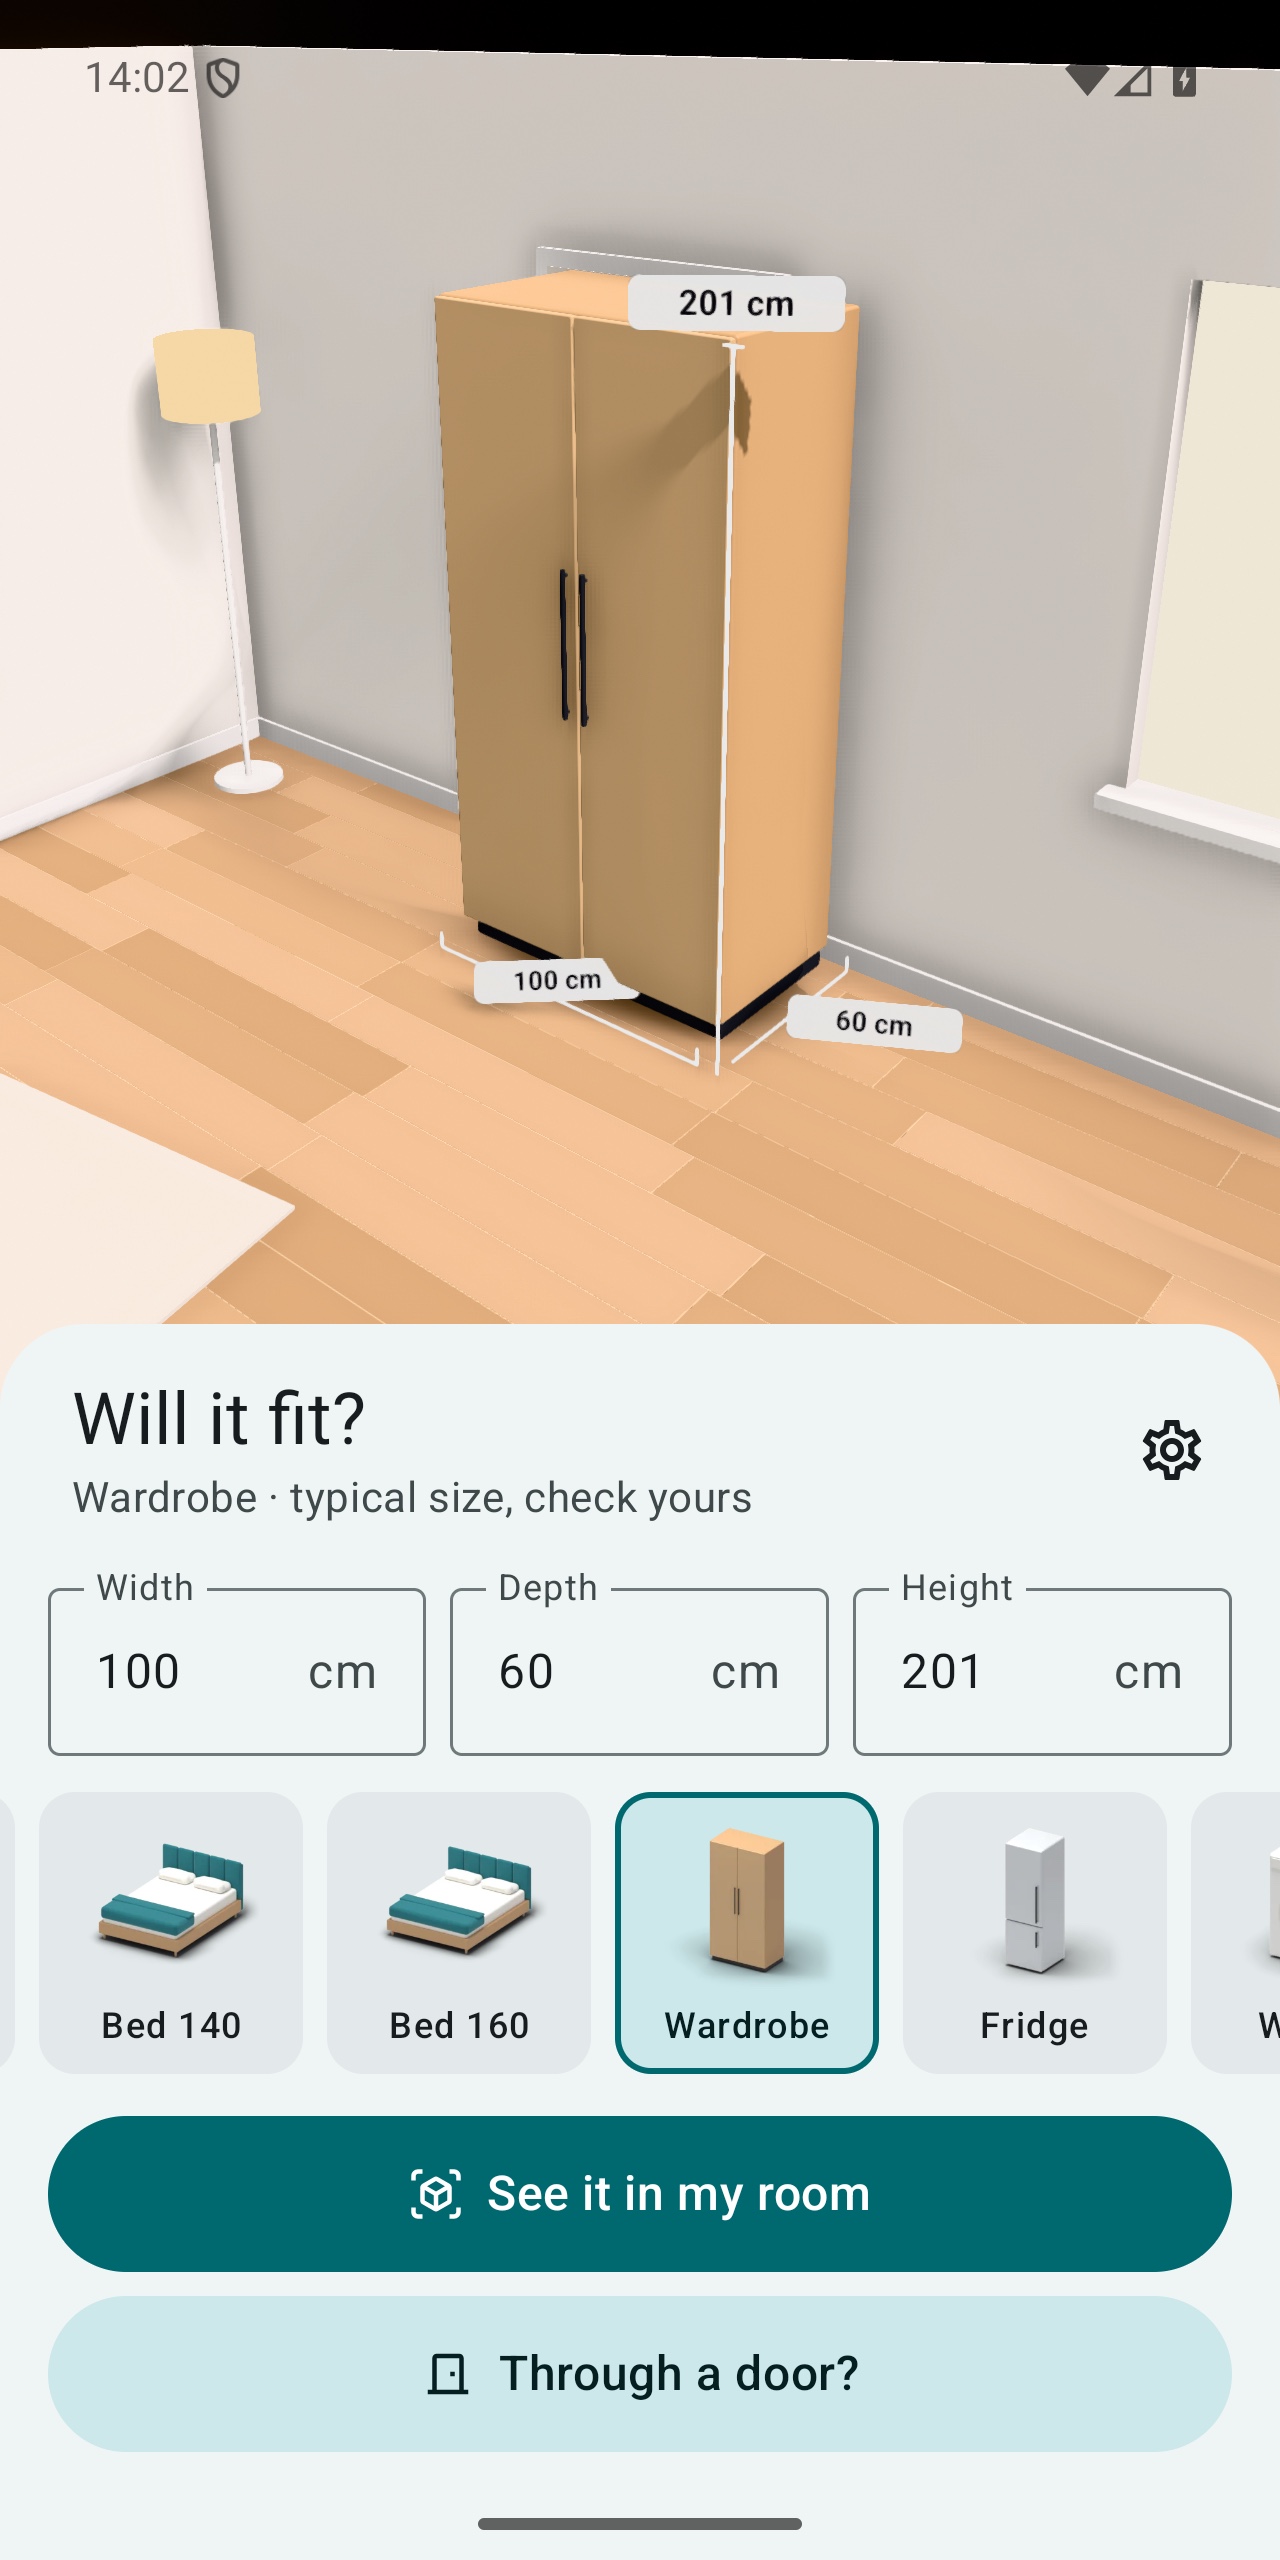 14:02
201 cm
100 cm
60 cm
Will it fit?
Wardrobe · typical size, check yours
Width
Depth
Height
100 cm
60 cm
201 cm
Bed 140
Bed 160
Wardrobe
Fridge
W
See it in my room
Through a door?